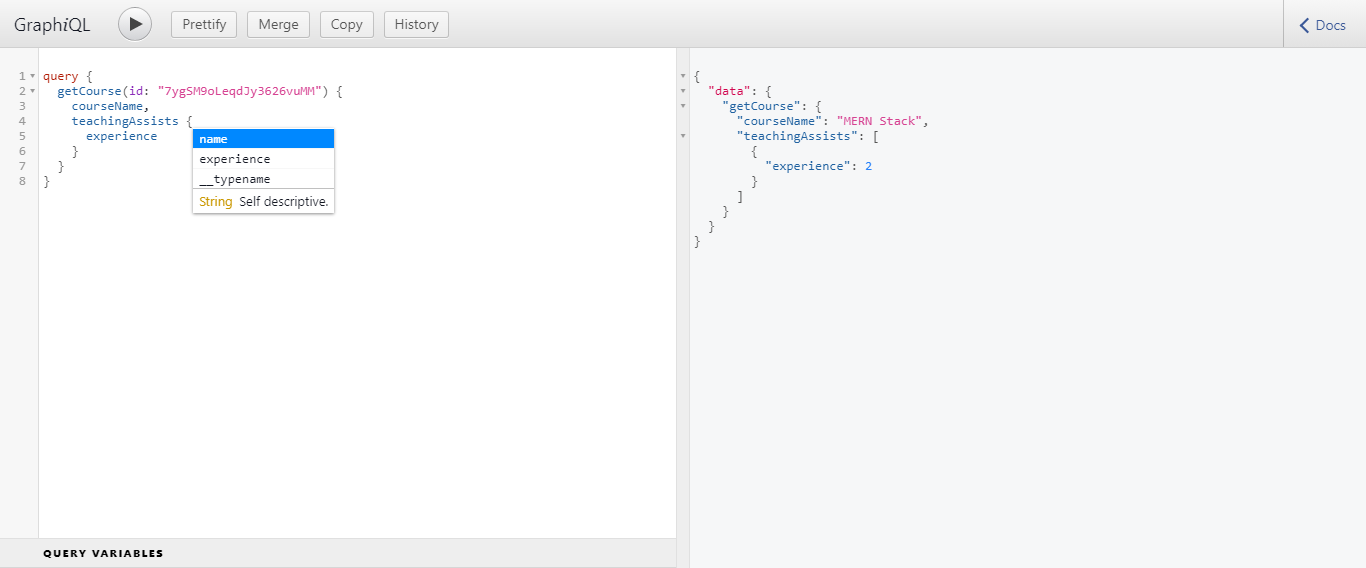 GraphiQL Prettify Merge Copy History Docs
1 query {
2 getCourse(id: "7ygSM9oLeqdJy3626vuMM") {
3 courseName,
4 teachingAssists {
5 experience
6 }
7 }
8 }
name
experience
__typename
String Self descriptive.
QUERY VARIABLES
{
"data": {
"getCourse": {
"courseName": "MERN Stack",
"teachingAssists": [
{
"experience": 2
}
]
}
}
}